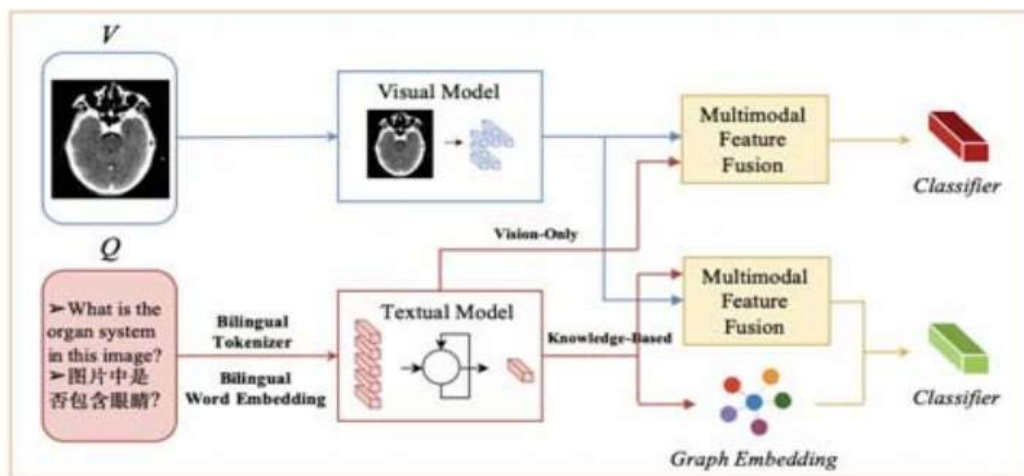 V
Visual Model
Multimodal
Feature
Fusion
Classifier
Q
➢What is the
organ system
in this image?
➢图片中是
否包含眼睛?
Bilingual
Tokenizer
Bilingual
Word Embedding
Textual Model
Vision-Only
Knowledge-Based
Multimodal
Feature
Fusion
Graph Embedding
Classifier